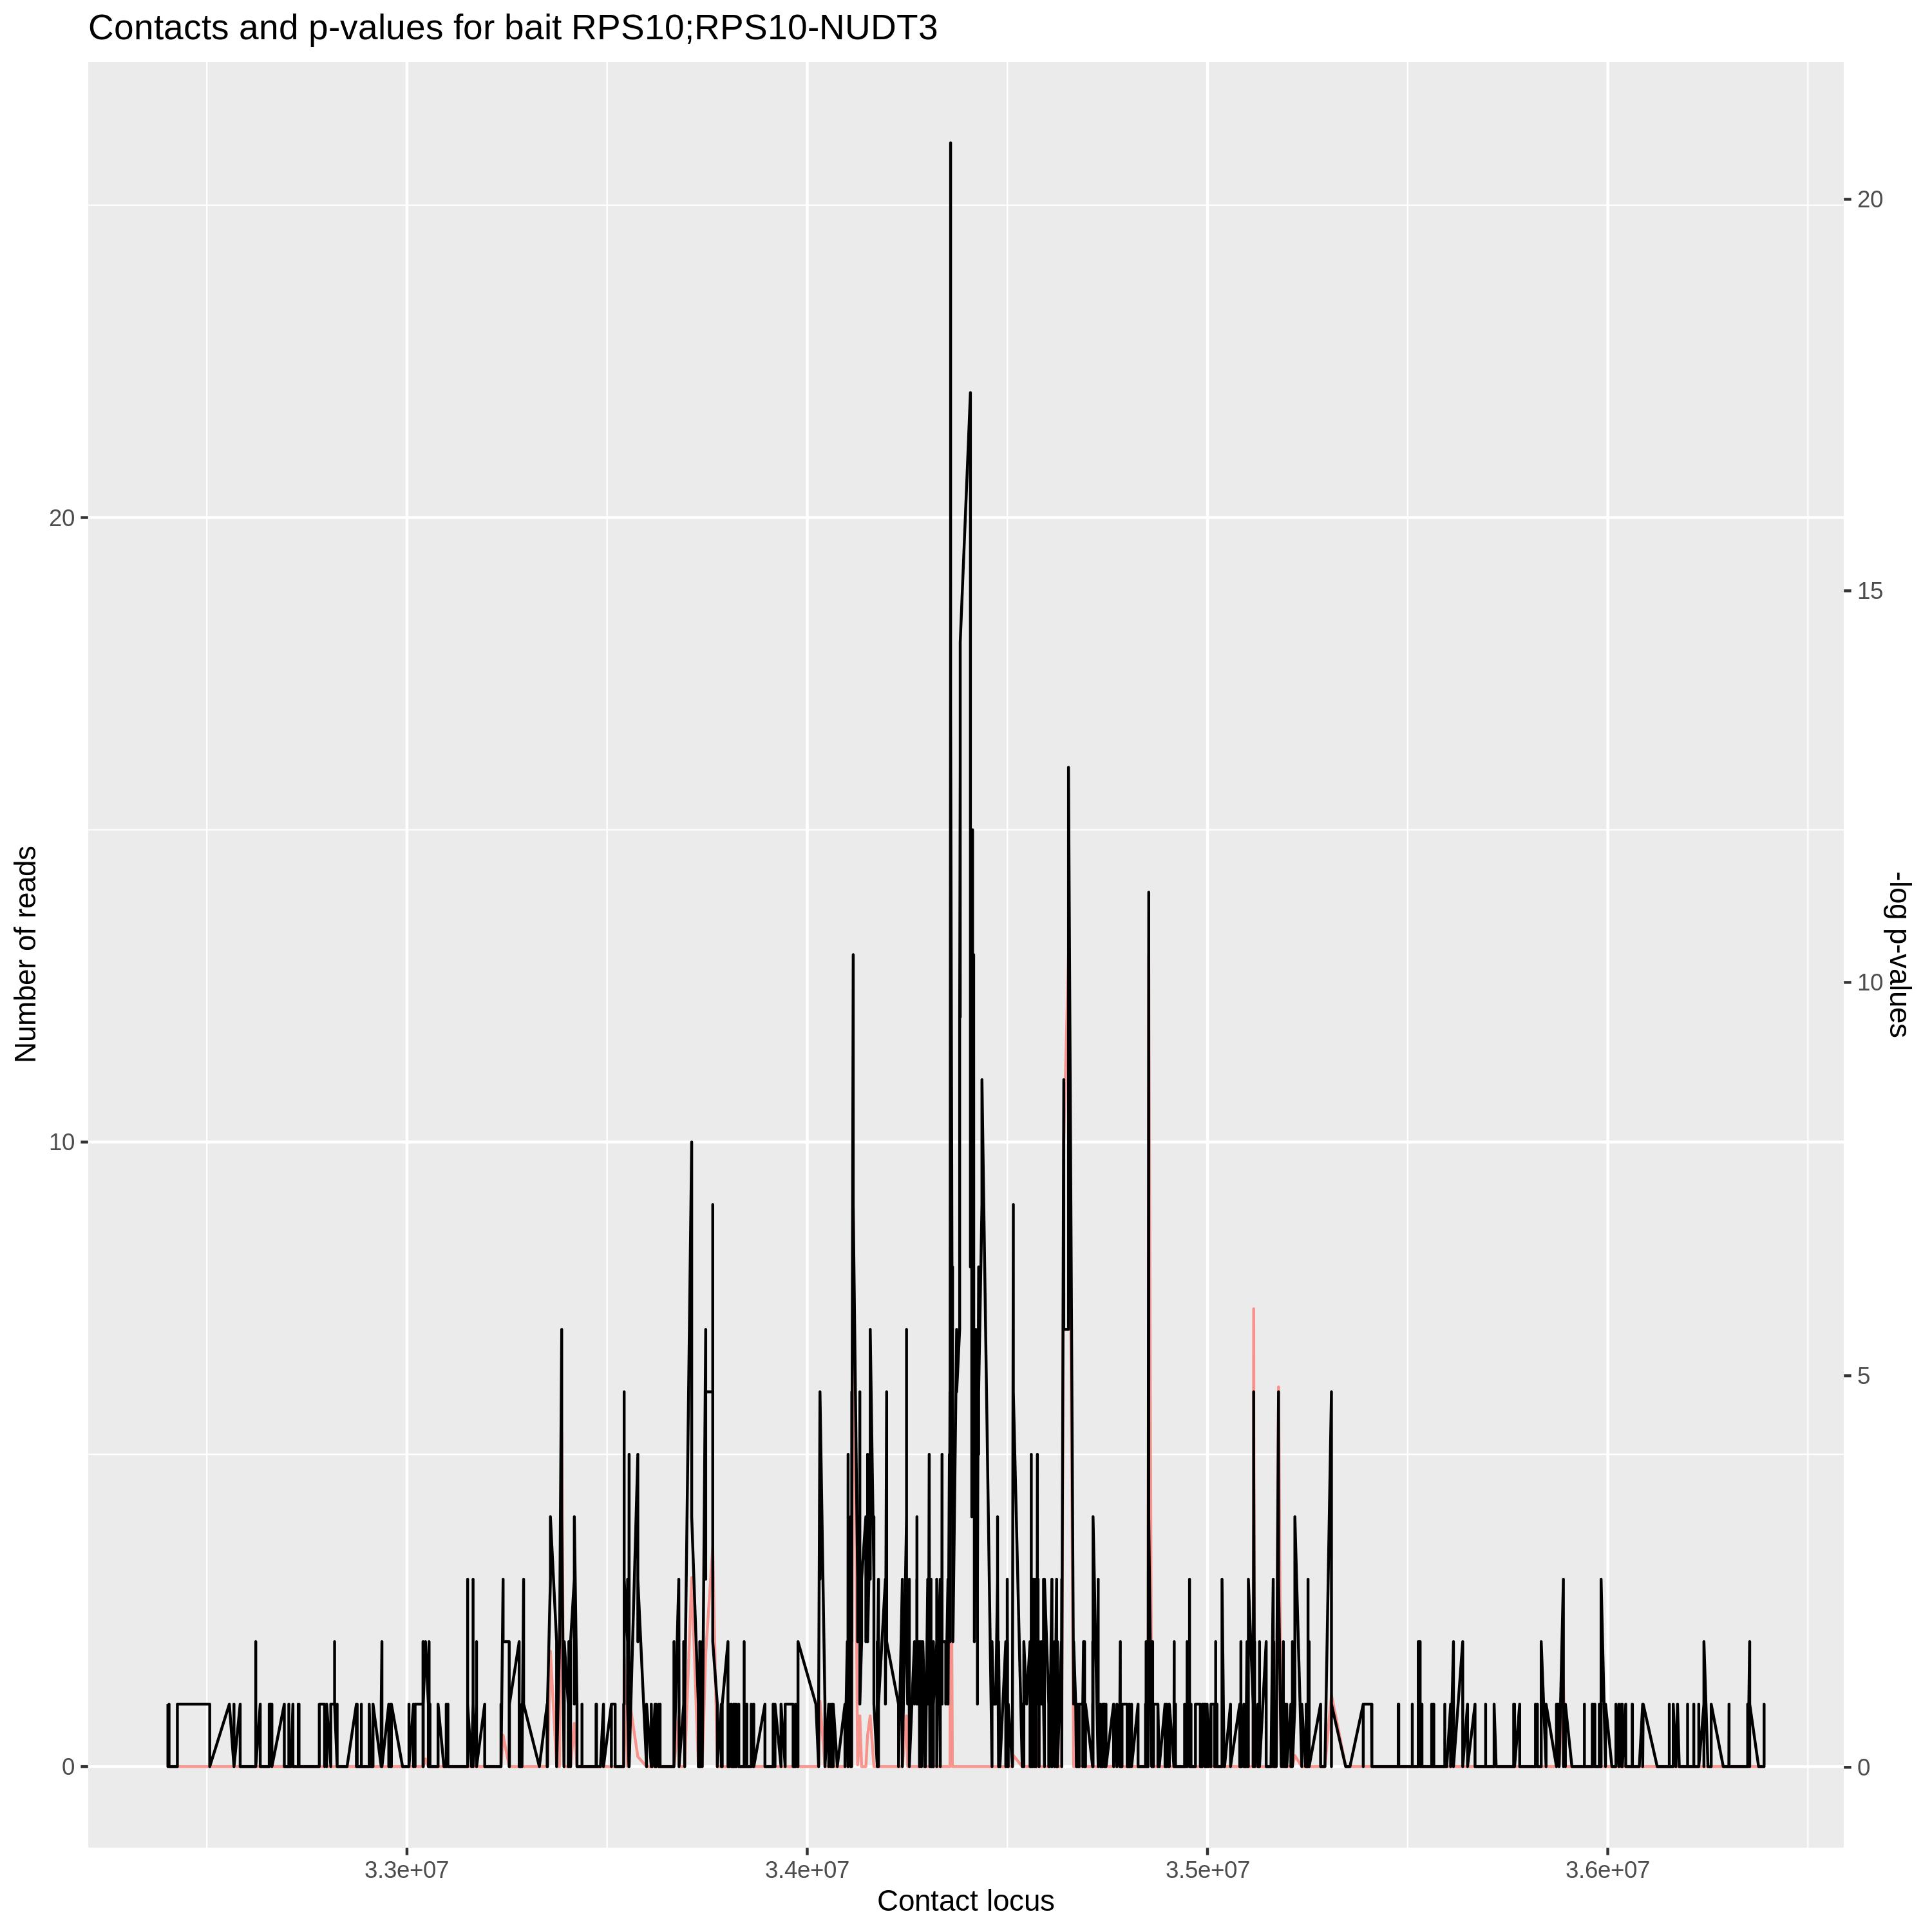 Contacts and p-values for bait RPS10;RPS10-NUDT3
Number of reads
20
10
0
20
15
10
5
0
-log p-values
3.3e+07
3.4e+07
3.5e+07
3.6e+07
Contact locus